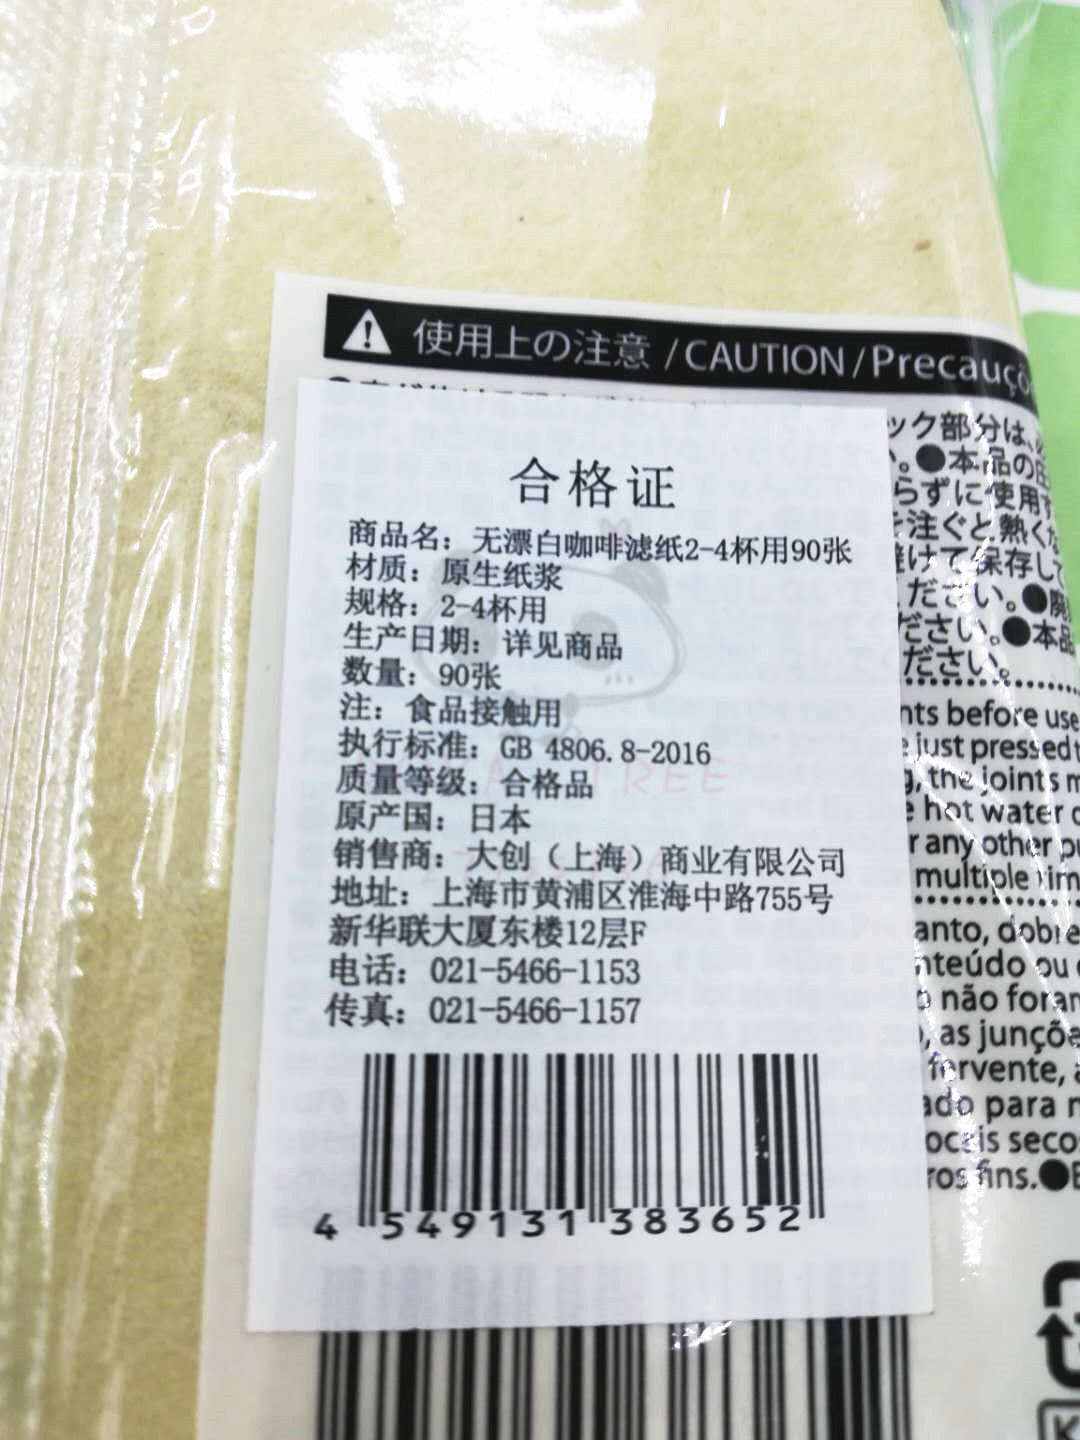 使用上の注意 /CAUTION/Precauçõ
合格证
商品名：无漂白咖啡滤纸2-4杯用90张
材质：原生纸浆
规格：2-4杯用
生产日期：详见商品
数量：90张
注：食品接触用
执行标准：GB 4806.8-2016
质量等级：合格品
原产国：日本
销售商：大创（上海）商业有限公司
地址：上海市黄浦区淮海中路755号
新华联大厦东楼12层F
电话：021-5466-1153
传真：021-5466-1157
4 549131 383652
ック部分は、
。●本品の
らずに使用
注ぐと熱く
けて保存し
ださい。●
ださい。●本品
ださい。
nts before use
just pressed
g, the joints m
hot water
r any other pu
multiple
anto, dobre
nteúdo ou
não foram
, as junçõe
fervente,
ado para
ocais secos
ros fins.●E